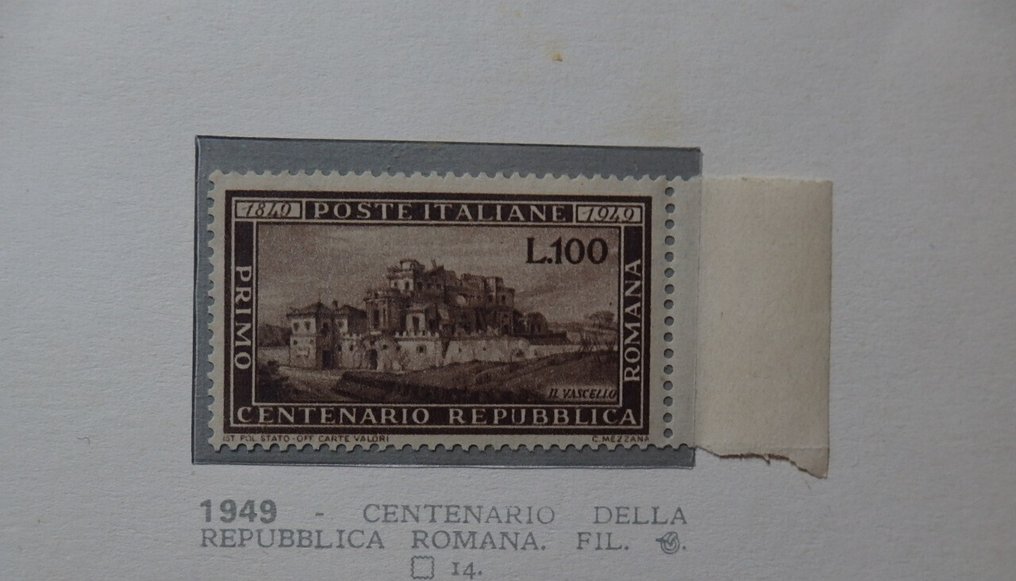 1849 POSTE ITALIANE 1949
L.100
PRIMO
ROMANA
IL VASCELLO
CENTENARIO REPUBBLICA
IST. POL. STATO - OFF. CARTE VALORI C. MEZZANA
1949 - CENTENARIO DELLA
REPUBBLICA ROMANA. FIL.
14.